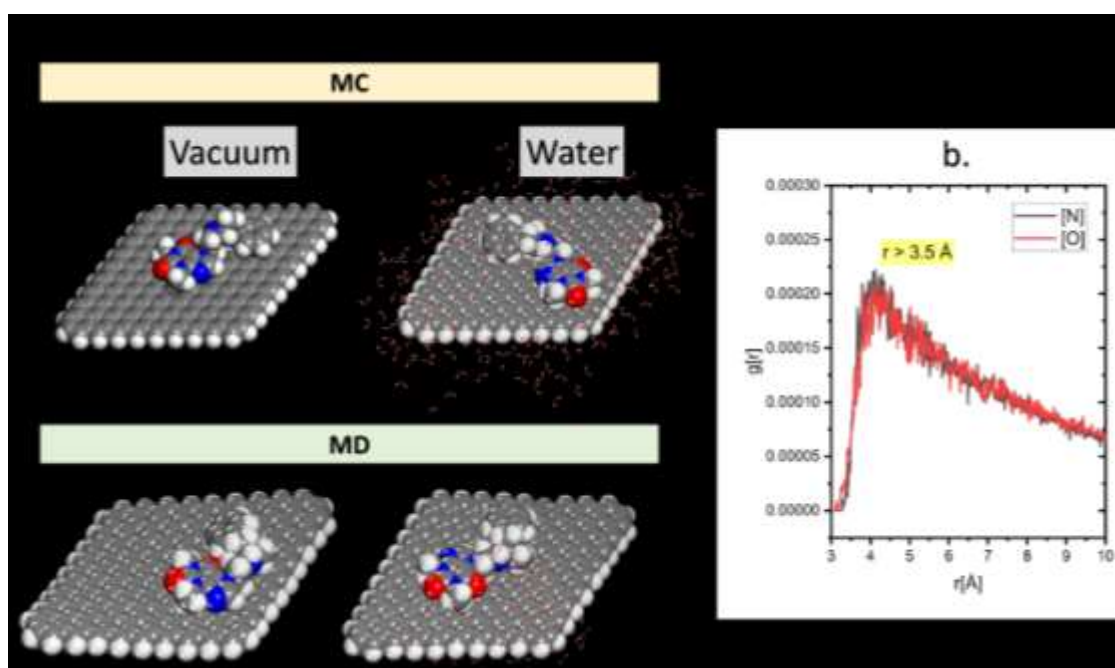 MC
Vacuum
Water
MD
b.
0.00030
0.00025
0.00020
0.00015
0.00010
0.00005
0.00000
g[r]
[N]
[O]
r > 3.5 Å
3 4 5 6 7 8 9 10
r[Å]